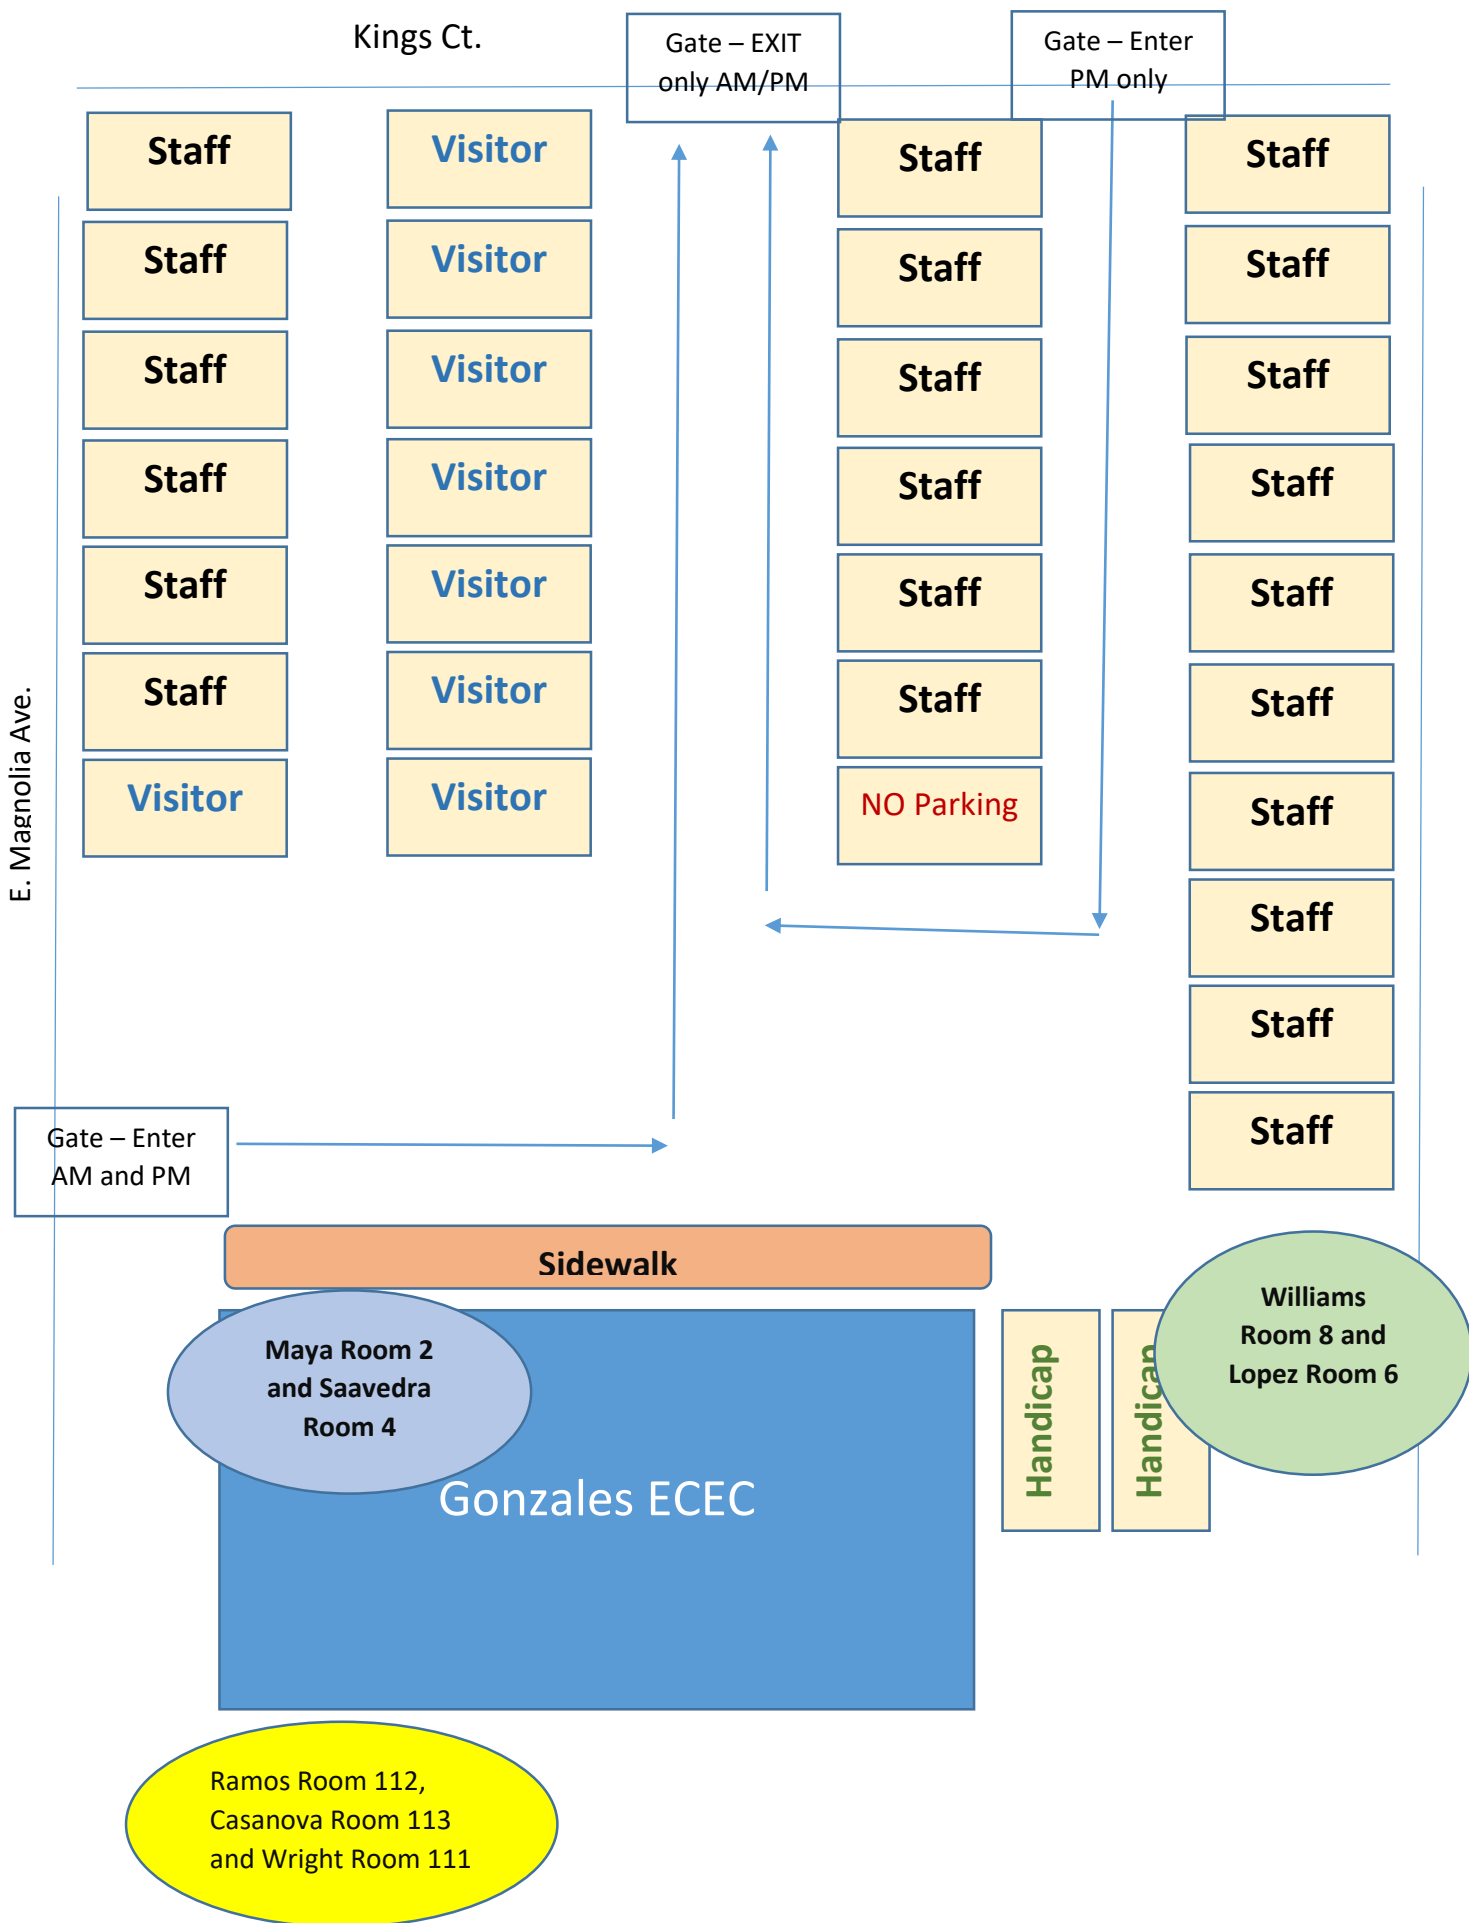 Kings Ct.
Gate – EXIT
only AM/PM
Gate – Enter
PM only
Staff
Visitor
Staff
Staff
Staff
Visitor
Staff
Staff
Staff
Visitor
Staff
Staff
Staff
Visitor
Staff
Staff
Staff
Visitor
Staff
Staff
Staff
Visitor
Staff
Staff
Visitor
Visitor
NO Parking
Staff
E. Magnolia Ave.
Staff
Staff
Staff
Gate – Enter
AM and PM
Sidewalk
Maya Room 2
and Saavedra
Room 4
Gonzales ECEC
Handicap
Handicap
Williams
Room 8 and
Lopez Room 6
Ramos Room 112,
Casanova Room 113
and Wright Room 111